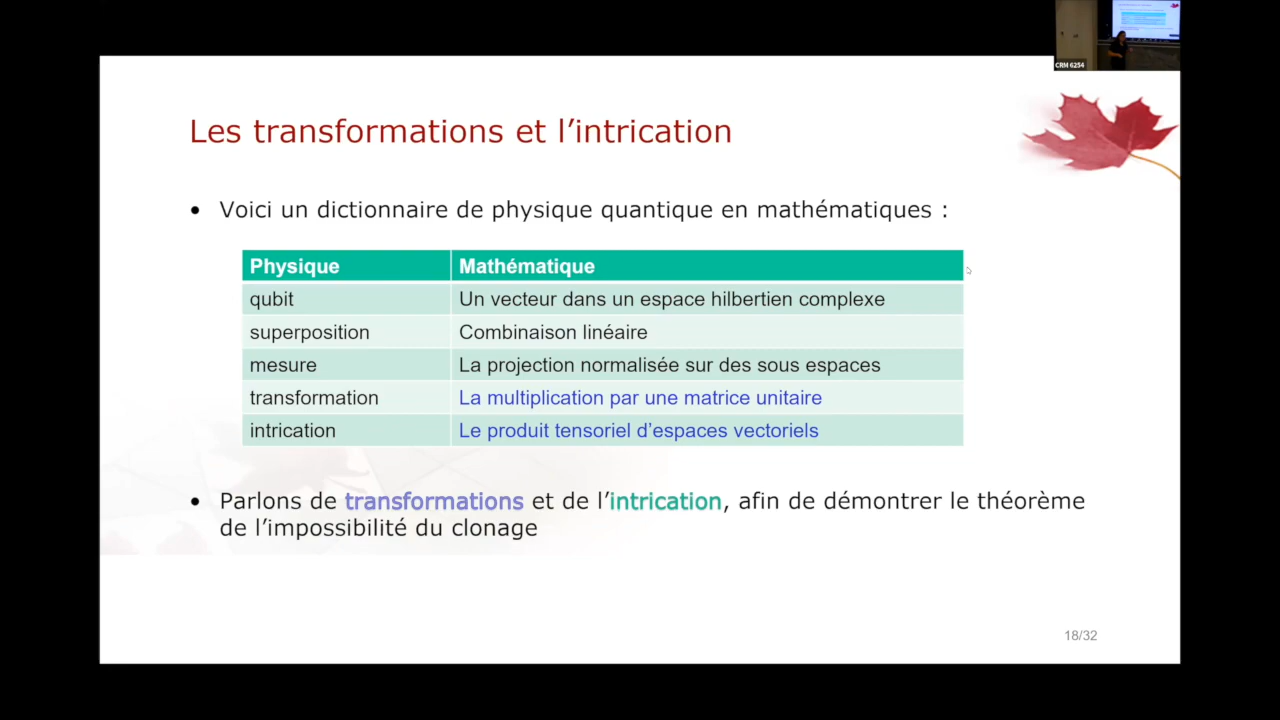 CRM 6254
Les transformations et l’intrication
• Voici un dictionnaire de physique quantique en mathématiques :
Physique Mathématique
qubit Un vecteur dans un espace hilbertien complexe
superposition Combinaison linéaire
mesure La projection normalisée sur des sous espaces
transformation La multiplication par une matrice unitaire
intrication Le produit tensoriel d’espaces vectoriels
• Parlons de transformations et de l’intrication, afin de démontrer le théorème
de l’impossibilité du clonage
18/32